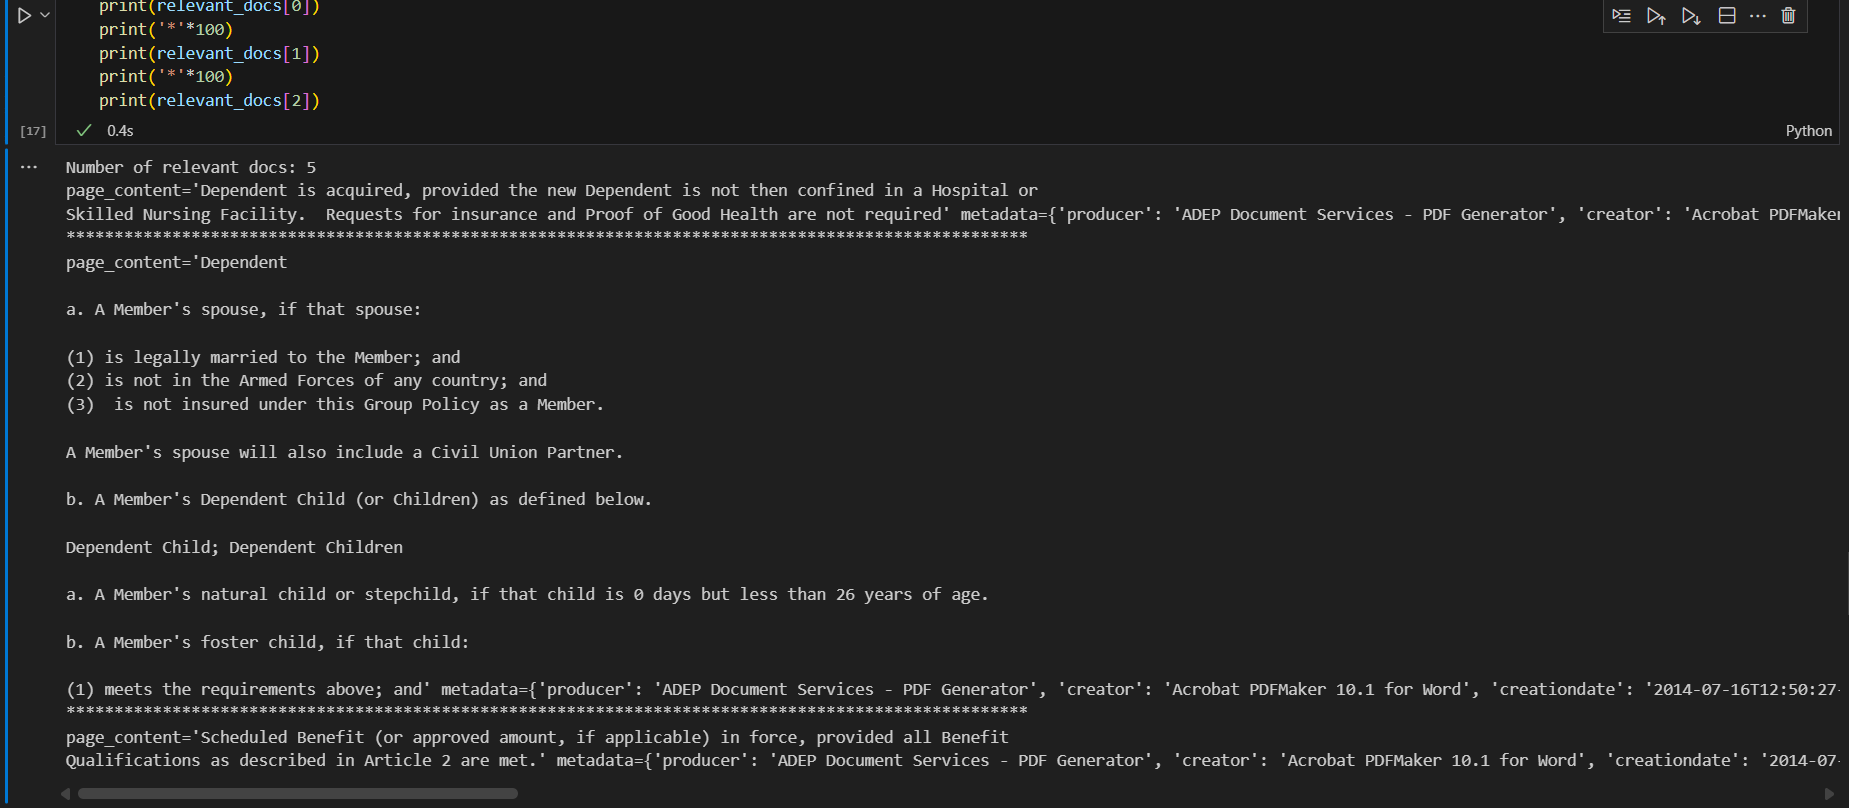 print(relevant_docs[0])
print('*'*100)
print(relevant_docs[1])
print('*'*100)
print(relevant_docs[2])
[17] 0.4s Python
Number of relevant docs: 5
page_content='Dependent is acquired, provided the new Dependent is not then confined in a Hospital or
Skilled Nursing Facility.  Requests for insurance and Proof of Good Health are not required' metadata={'producer': 'ADEP Document Services - PDF Generator', 'creator': 'Acrobat PDFMaker
****************************************************************************************************
page_content='Dependent
a. A Member's spouse, if that spouse:
(1) is legally married to the Member; and
(2) is not in the Armed Forces of any country; and
(3)  is not insured under this Group Policy as a Member.
A Member's spouse will also include a Civil Union Partner.
b. A Member's Dependent Child (or Children) as defined below.
Dependent Child; Dependent Children
a. A Member's natural child or stepchild, if that child is 0 days but less than 26 years of age.
b. A Member's foster child, if that child:
(1) meets the requirements above; and' metadata={'producer': 'ADEP Document Services - PDF Generator', 'creator': 'Acrobat PDFMaker 10.1 for Word', 'creationdate': '2014-07-16T12:50:27-
****************************************************************************************************
page_content='Scheduled Benefit (or approved amount, if applicable) in force, provided all Benefit
Qualifications as described in Article 2 are met.' metadata={'producer': 'ADEP Document Services - PDF Generator', 'creator': 'Acrobat PDFMaker 10.1 for Word', 'creationdate': '2014-07-